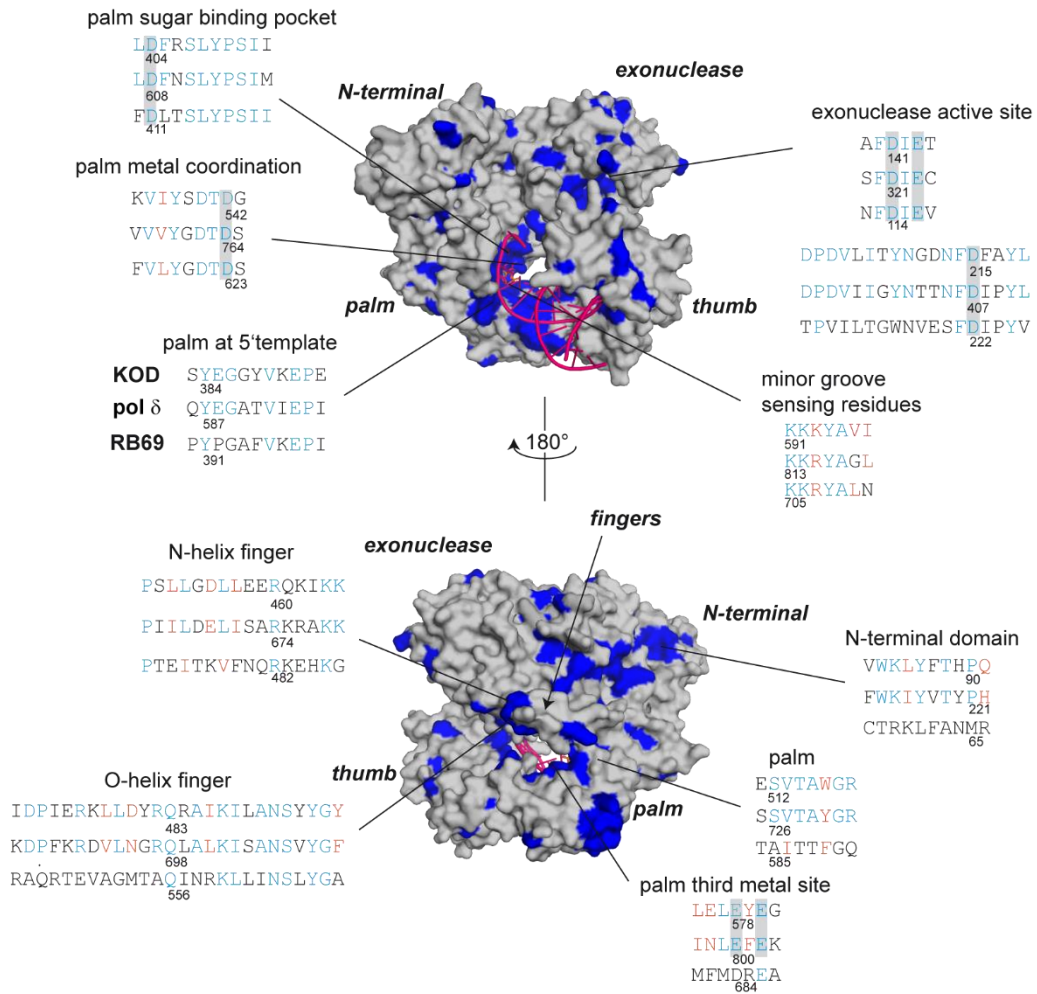 palm sugar binding pocket
LDFRSLYPSII
404
LDFNSLYPSIM
608
FDLTSLYPSII
411
N-terminal
exonuclease
exonuclease active site
AFDIET
141
SFDIEC
321
NFDIEV
114
DPDVLITYNGDNFDFAYL
215
DPDVIIGYNTTNFDIPYL
407
TPVILTGWNVESFDIPYV
222
palm metal coordination
KVIYSDTDG
542
VVVYGDTDS
764
FVLYGDTDS
623
palm
thumb
palm at 5‘template
KOD SYEGGYVKEPE
384
pol δ QYEGATVIEPI
587
RB69 PYPGAFVKEPI
391
minor groove
sensing residues
KKKYAVI
591
KKRYAGL
813
KKRYALN
705
180°
fingers
exonuclease
N-terminal
N-helix finger
PSLLGDLLEERQKIKK
460
PIILDELISARKRAKK
674
PTEITKVFNQRKEHKG
482
N-terminal domain
VWKLYFTHPQ
90
FWKIYVTYPH
221
CTRKLFANMR
65
O-helix finger
IDPIERKLLDYRQRAIKILANSYYGY
483
KDPFKRDVLNGRQLALKISANSVYGF
698
RAQRTEVAGMTAQINRKLLINSLYGA
556
thumb
palm
palm
ESVTAWGR
512
SSVTAYGR
726
TAITTFGQ
585
palm third metal site
LELEYEG
578
INLEFEK
800
MFMDREA
684